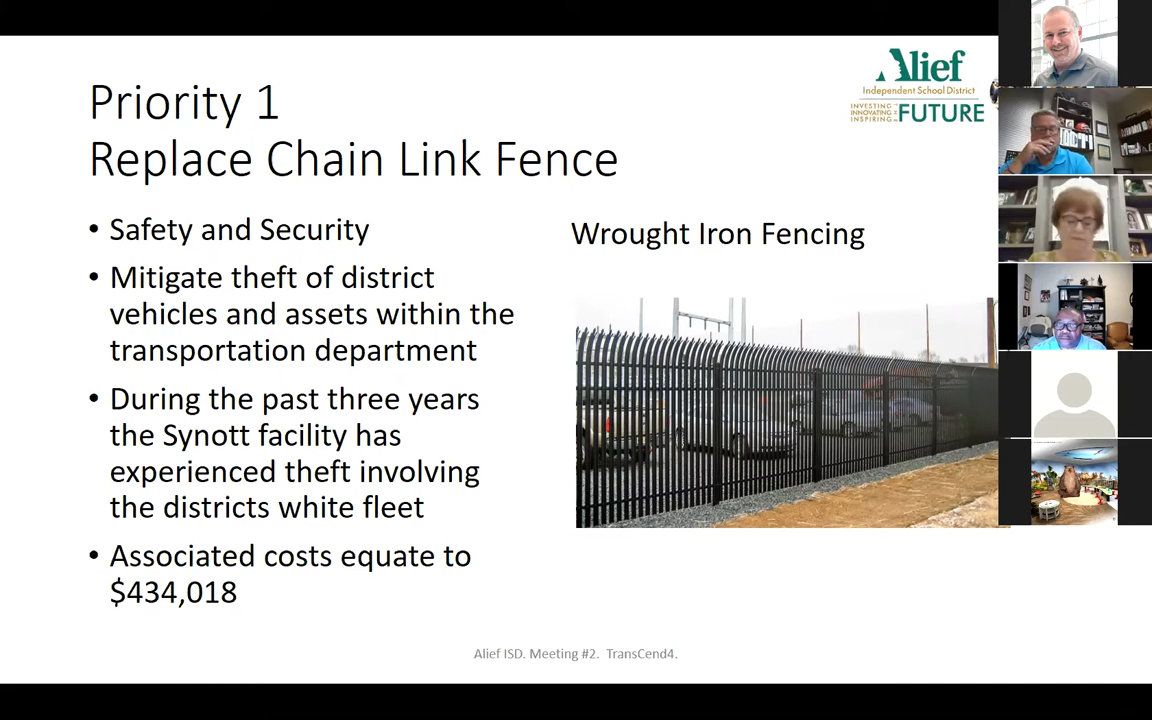 Priority 1
Replace Chain Link Fence
Alief
Independent School District
INVESTING
INNOVATING
INSPIRING
FUTURE
• Safety and Security
• Mitigate theft of district
vehicles and assets within the
transportation department
• During the past three years
the Synott facility has
experienced theft involving
the districts white fleet
• Associated costs equate to
$434,018
Wrought Iron Fencing
Alief ISD. Meeting #2. TransCend4.